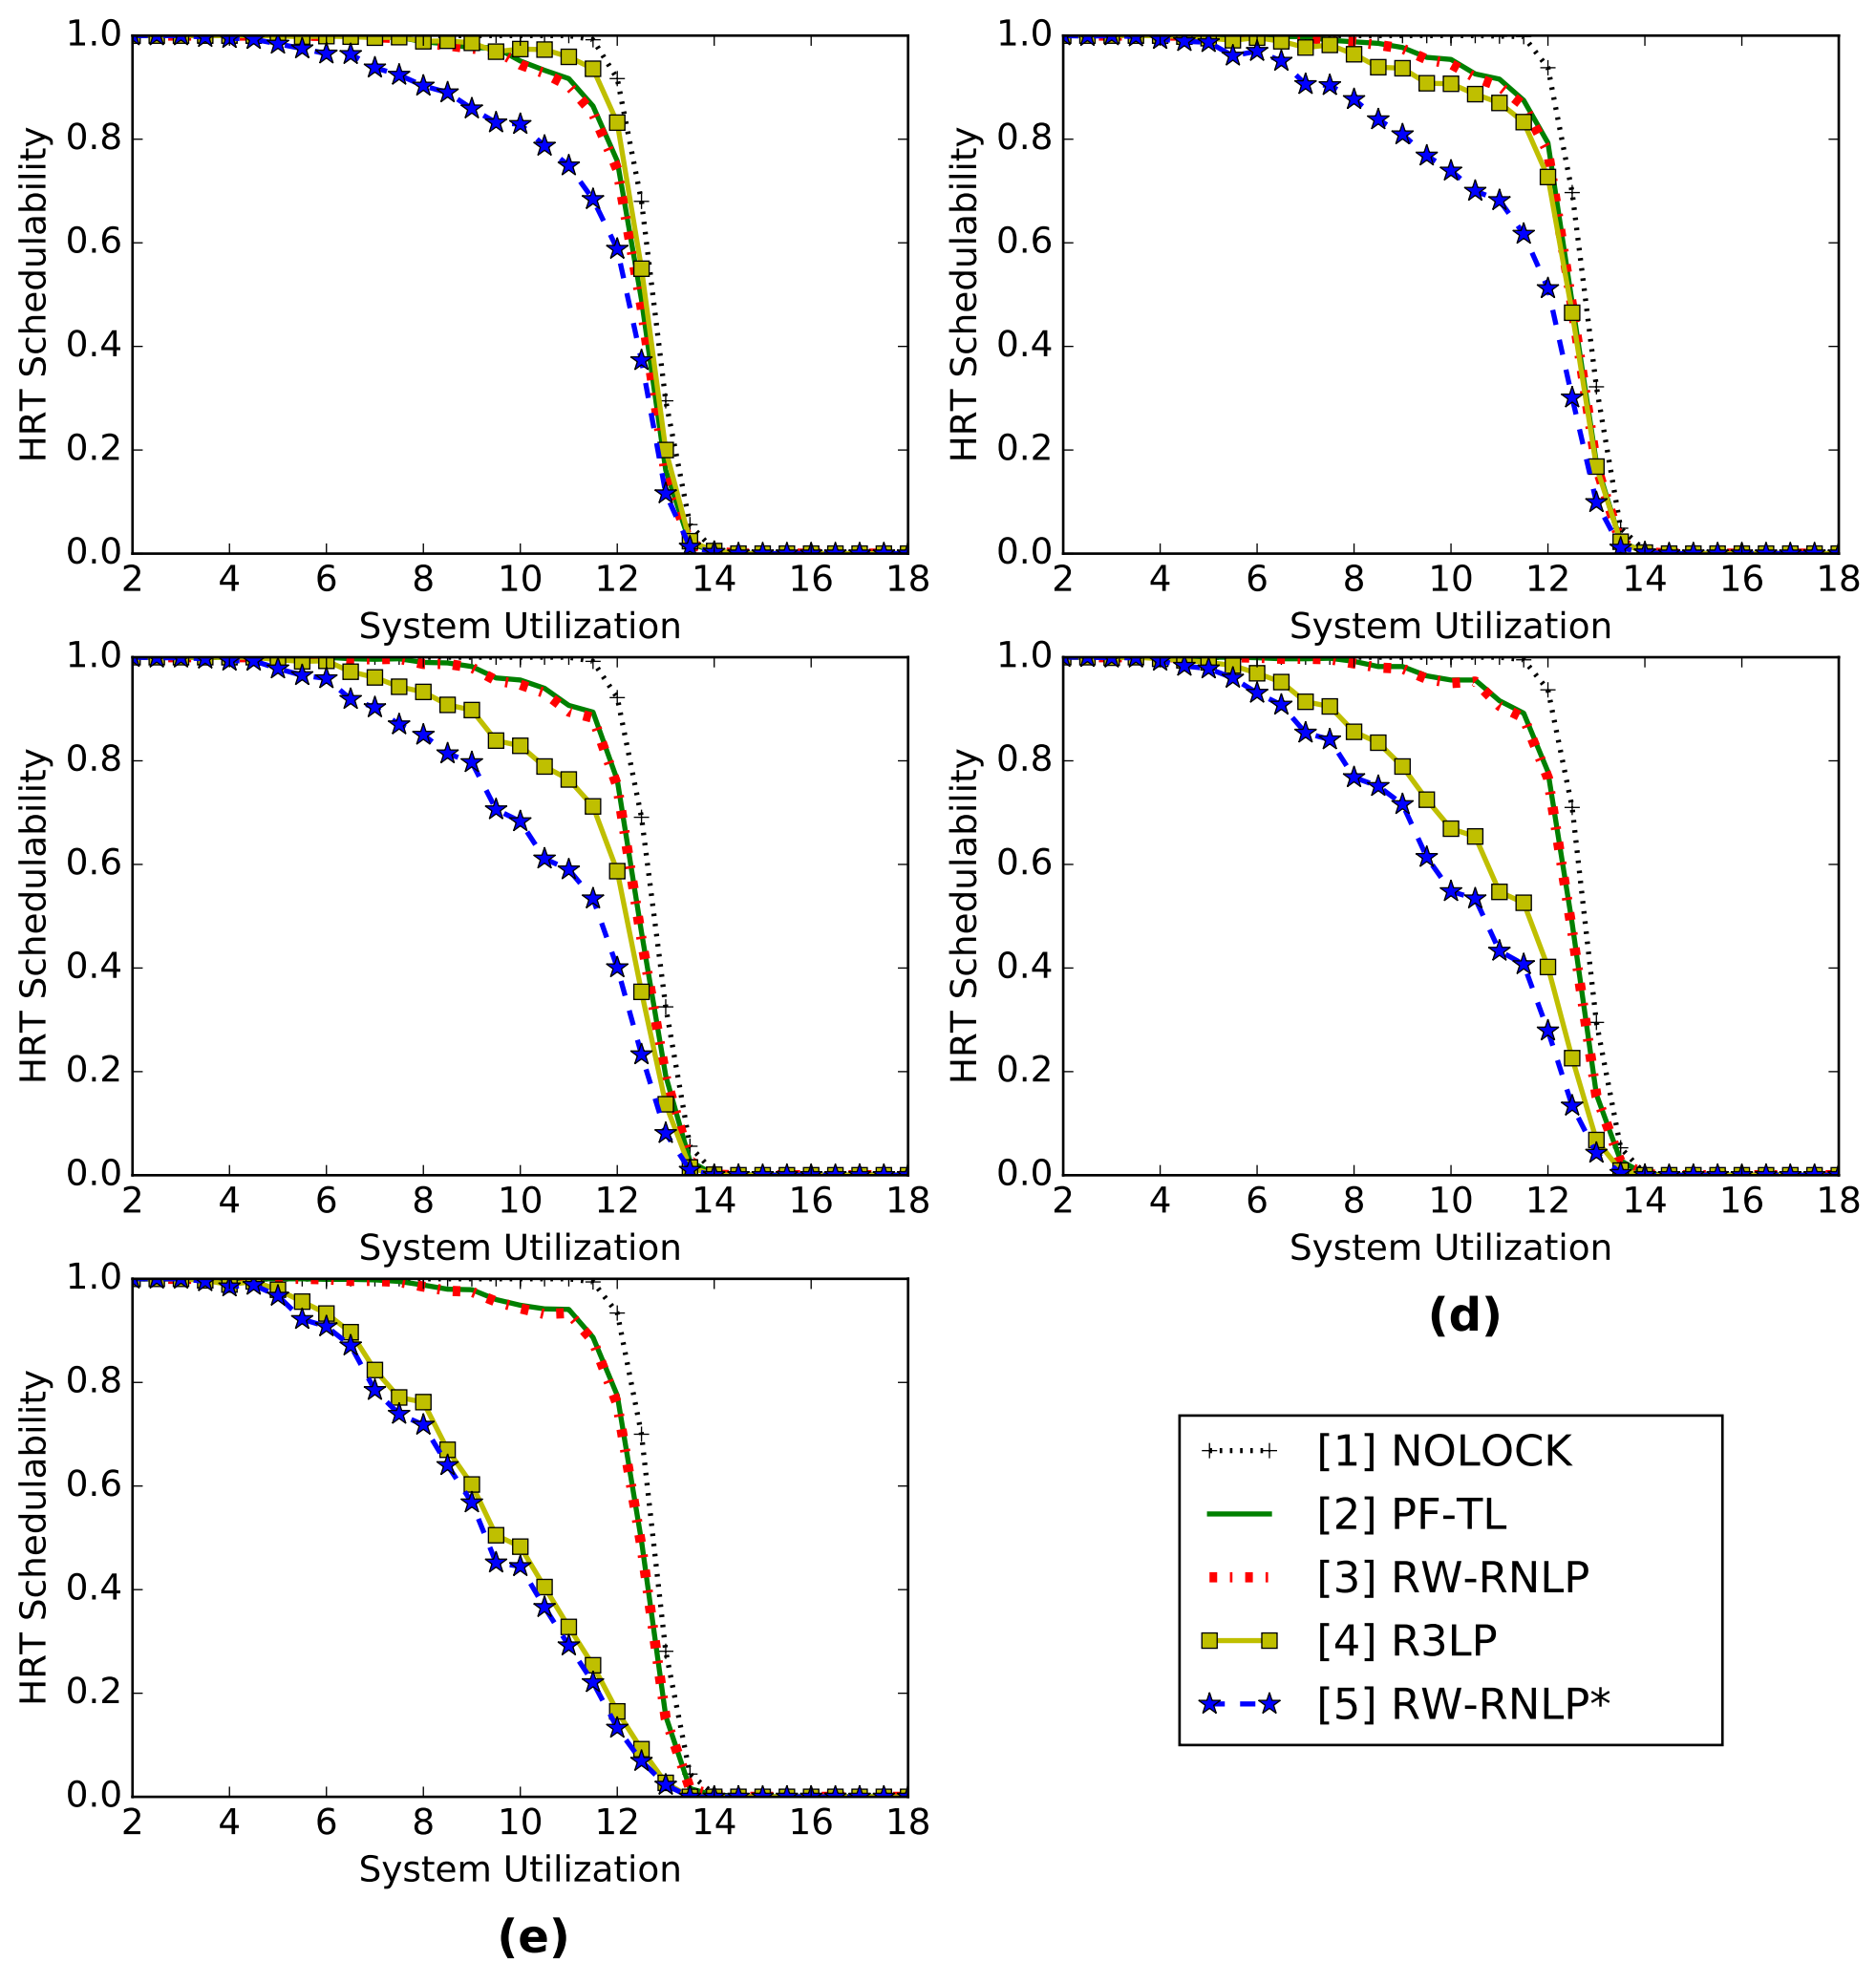 1.0
0.8
0.6
0.4
0.2
0.0
HRT Schedulability
2 4 6 8 10 12 14 16 18
System Utilization
1.0
0.8
0.6
0.4
0.2
0.0
HRT Schedulability
2 4 6 8 10 12 14 16 18
System Utilization
1.0
0.8
0.6
0.4
0.2
0.0
HRT Schedulability
2 4 6 8 10 12 14 16 18
System Utilization
1.0
0.8
0.6
0.4
0.2
0.0
HRT Schedulability
2 4 6 8 10 12 14 16 18
System Utilization
(d)
1.0
0.8
0.6
0.4
0.2
0.0
HRT Schedulability
2 4 6 8 10 12 14 16 18
System Utilization
(e)
[1] NOLOCK
[2] PF-TL
[3] RW-RNLP
[4] R3LP
[5] RW-RNLP*